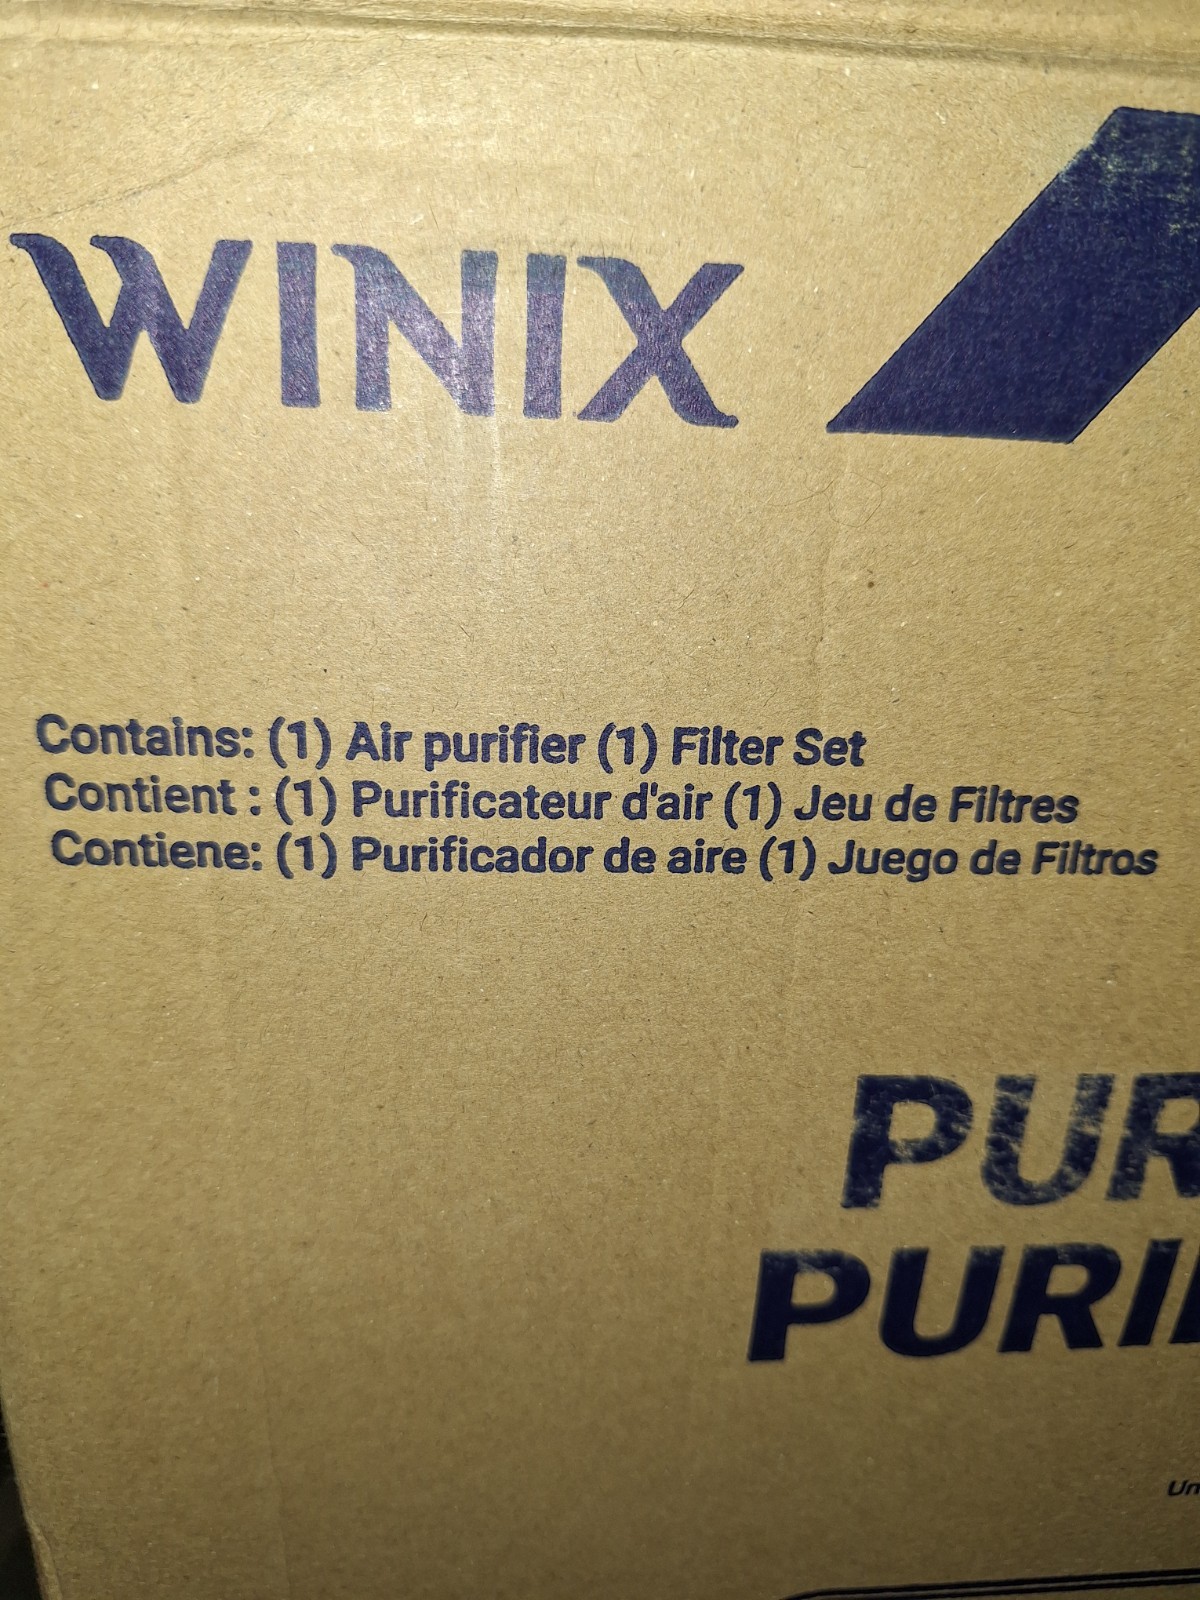 WINIX
Contains: (1) Air purifier (1) Filter Set
Contient : (1) Purificateur d'air (1) Jeu de Filtres
Contiene: (1) Purificador de aire (1) Juego de Filtros